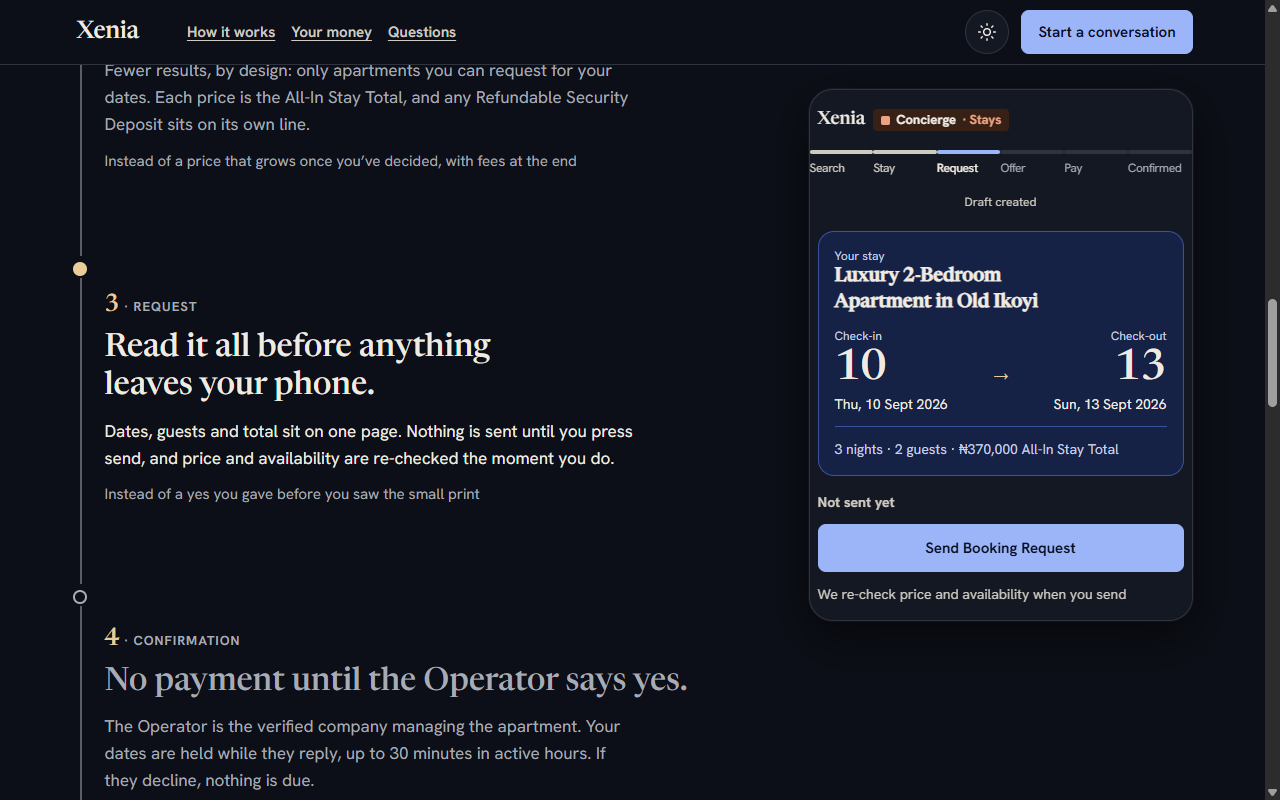 Xenia
How it works
Your money
Questions
Start a conversation
Fewer results, by design: only apartments you can request for your
dates. Each price is the All-In Stay Total, and any Refundable Security
Deposit sits on its own line.
Instead of a price that grows once you’ve decided, with fees at the end
3 · REQUEST
Read it all before anything
leaves your phone.
Dates, guests and total sit on one page. Nothing is sent until you press
send, and price and availability are re-checked the moment you do.
Instead of a yes you gave before you saw the small print
4 · CONFIRMATION
No payment until the Operator says yes.
The Operator is the verified company managing the apartment. Your
dates are held while they reply, up to 30 minutes in active hours. If
they decline, nothing is due.
Xenia
Concierge · Stays
Search
Stay
Request
Offer
Pay
Confirmed
Draft created
Your stay
Luxury 2-Bedroom
Apartment in Old Ikoyi
Check-in
Check-out
10 → 13
Thu, 10 Sept 2026
Sun, 13 Sept 2026
3 nights · 2 guests · ₦370,000 All-In Stay Total
Not sent yet
Send Booking Request
We re-check price and availability when you send